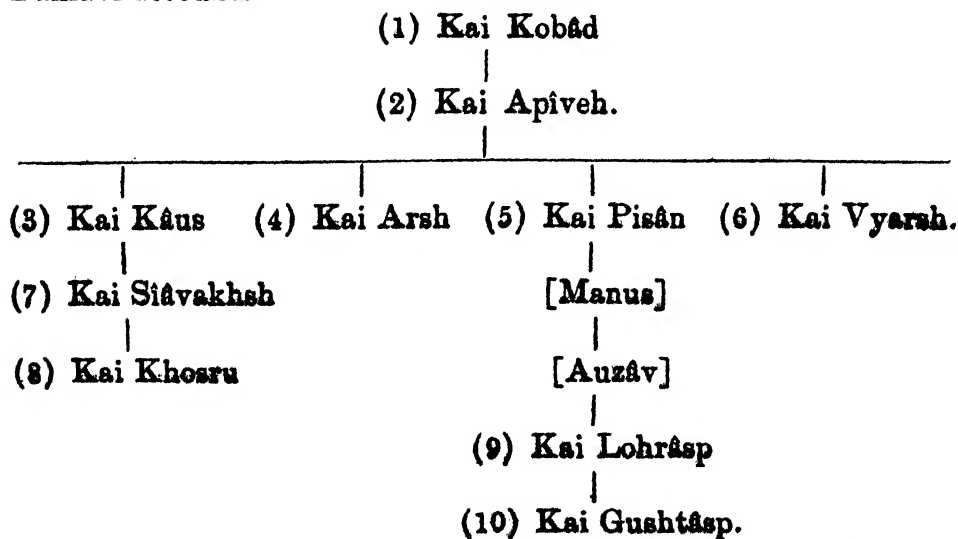 (1) Kai Kobâd
(2) Kai Apîveh.
(3) Kai Kâus (4) Kai Arsh (5) Kai Pisân (6) Kai Vyarsh.
(7) Kai Sîâvakhsh [Manus]
(8) Kai Khosru [Auzâv]
(9) Kai Lohrâsp
(10) Kai Gushtâsp.